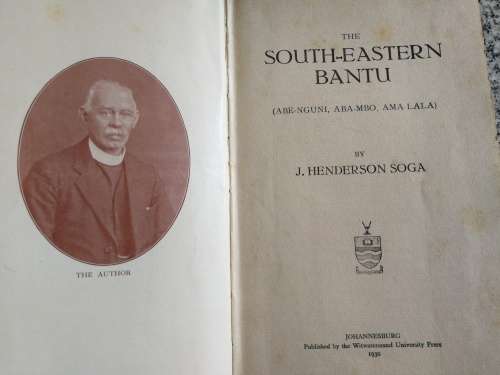 THE AUTHOR
THE
SOUTH-EASTERN
BANTU
(ABE-NGUNI, ABA-MBO, AMA LALA)
BY
J. HENDERSON SOGA
JOHANNESBURG
Published by the Witwatersrand University Press
1930